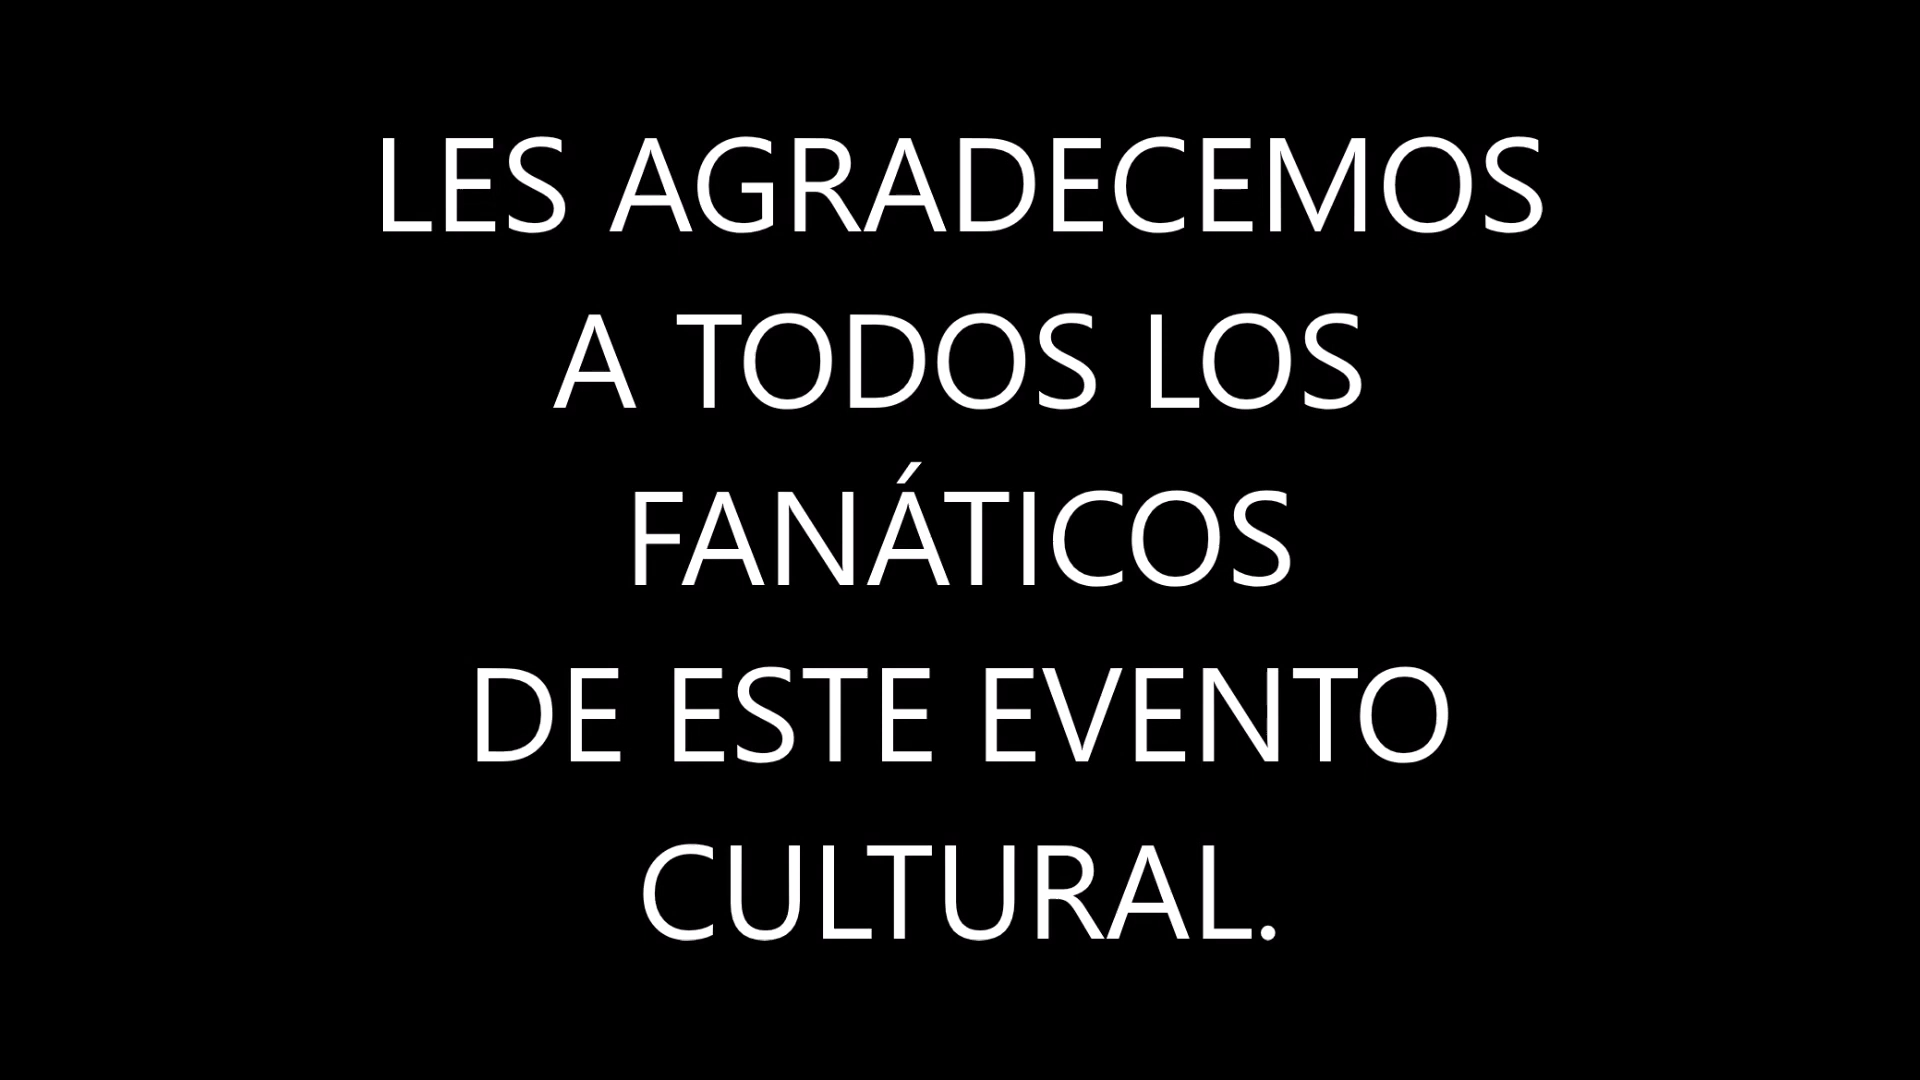 LES AGRADECEMOS
A TODOS LOS
FANÁTICOS
DE ESTE EVENTO
CULTURAL.